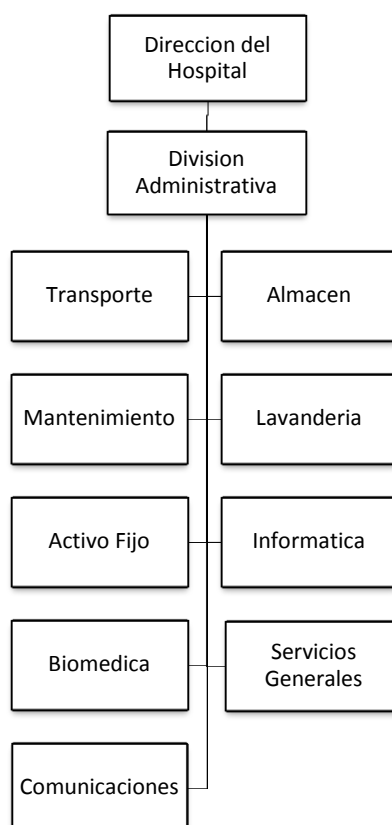 Direccion del
Hospital
Division
Administrativa
Transporte
Almacen
Mantenimiento
Lavanderia
Activo Fijo
Informatica
Biomedica
Servicios
Generales
Comunicaciones